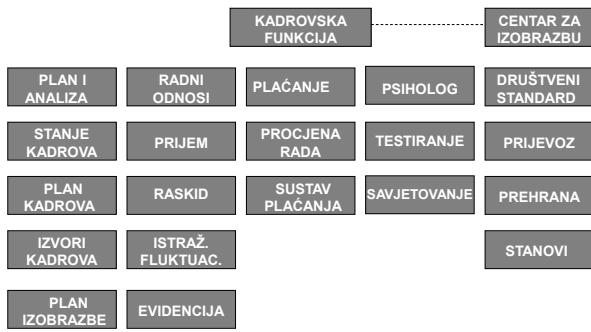 KADROVSKA
FUNKCIJA
CENTAR ZA
IZOBRAZBU
PLAN I
ANALIZA
RADNI
ODNOSI
PLAĆANJE
PSIHOLOG
DRUŠTVENI
STANDARD
STANJE
KADROVA
PRIJEM
PROCJENA
RADA
TESTIRANJE
PRIJEVOZ
PLAN
KADROVA
RASKID
SUSTAV
PLAĆANJA
SAVJETOVANJE
PREHRANA
IZVORI
KADROVA
ISTRAŽ.
FLUKTUAC.
STANOVI
PLAN
IZOBRAZBE
EVIDENCIJA